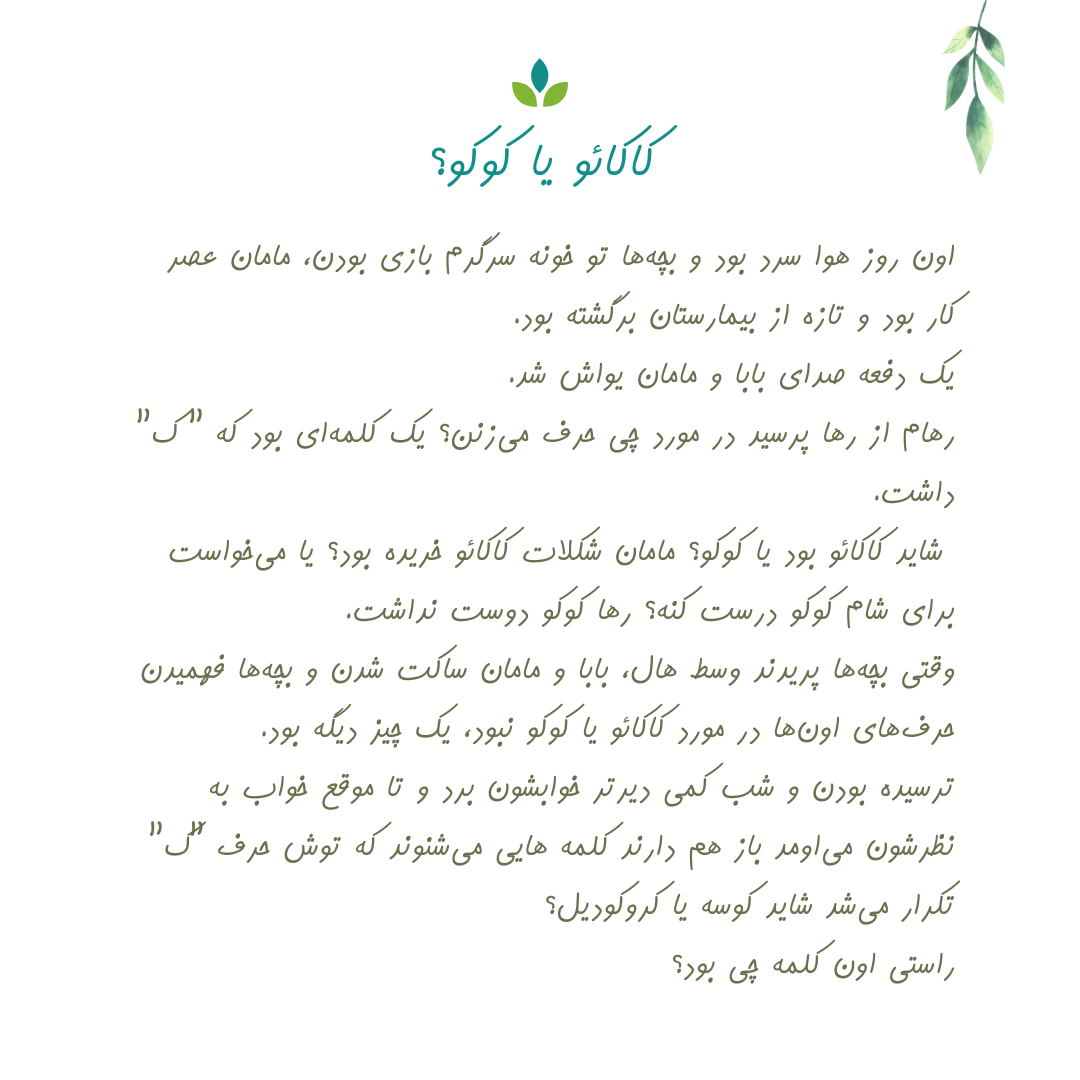 کاکائو یا کوکو؟
اون روز هوا سرد بود و بچه‌ها تو خونه سرگرم بازی بودن، مامان عصر
کار بود و تازه از بیمارستان برگشته بود.
یک دفعه صدای بابا و مامان یواش شد.
رهام از رها پرسید در مورد چی حرف می‌زنن؟ یک کلمه‌ای بود که "ک"
داشت.
شاید کاکائو بود یا کوکو؟ مامان شکلات کاکائو خریده بود؟ یا می‌خواست
برای شام کوکو درست کنه؟ رها کوکو دوست نداشت.
وقتی بچه‌ها پریدند وسط هال، بابا و مامان ساکت شدن و بچه‌ها فهمیدن
حرف‌های اون‌ها در مورد کاکائو یا کوکو نبود، یک چیز دیگه بود.
ترسیده بودن و شب کمی دیرتر خوابشون برد و تا موقع خواب به
نظرشون می‌اومد باز هم دارند کلمه هایی می‌شنوند که توش حرف "ک"
تکرار می‌شد شاید کوسه یا کروکودیل؟
راستی اون کلمه چی بود؟